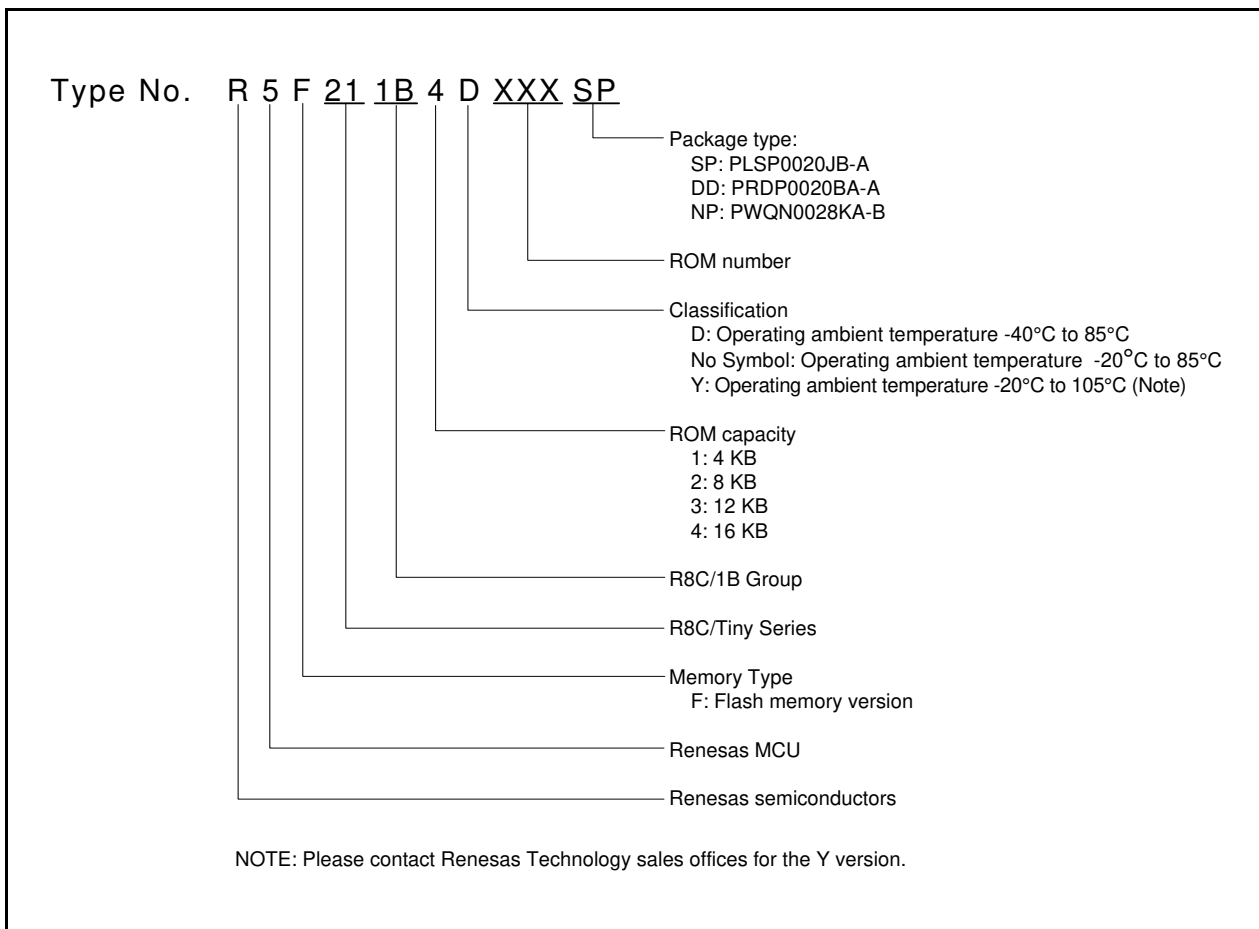 Type No. R 5 F 21 1B 4 D XXX SP
Package type:
SP: PLSP0020JB-A
DD: PRDP0020BA-A
NP: PWQN0028KA-B
ROM number
Classification
D: Operating ambient temperature -40°C to 85°C
No Symbol: Operating ambient temperature -20°C to 85°C
Y: Operating ambient temperature -20°C to 105°C (Note)
ROM capacity
1: 4 KB
2: 8 KB
3: 12 KB
4: 16 KB
R8C/1B Group
R8C/Tiny Series
Memory Type
F: Flash memory version
Renesas MCU
Renesas semiconductors
NOTE: Please contact Renesas Technology sales offices for the Y version.